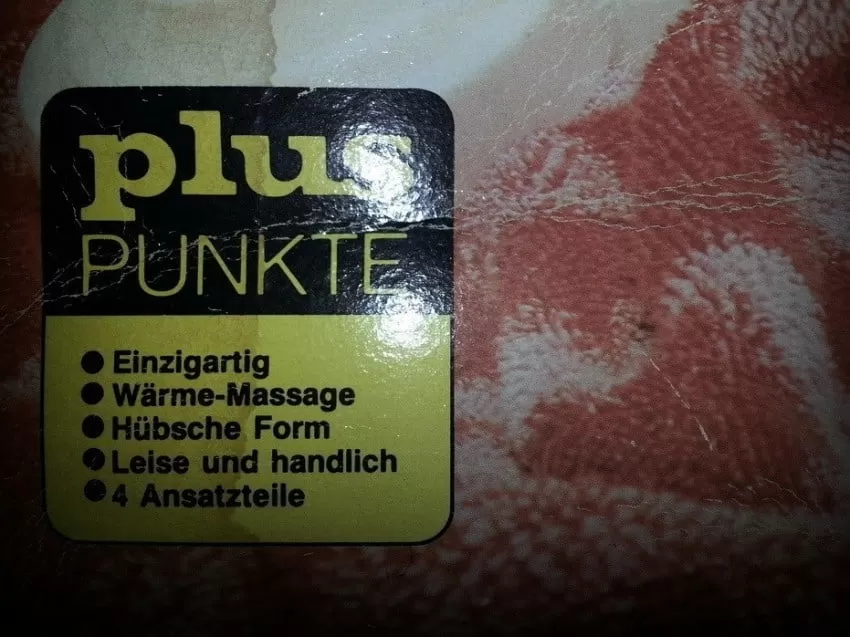 plus
PUNKTE
● Einzigartig
● Wärme-Massage
● Hübsche Form
● Leise und handlich
● 4 Ansatzteile